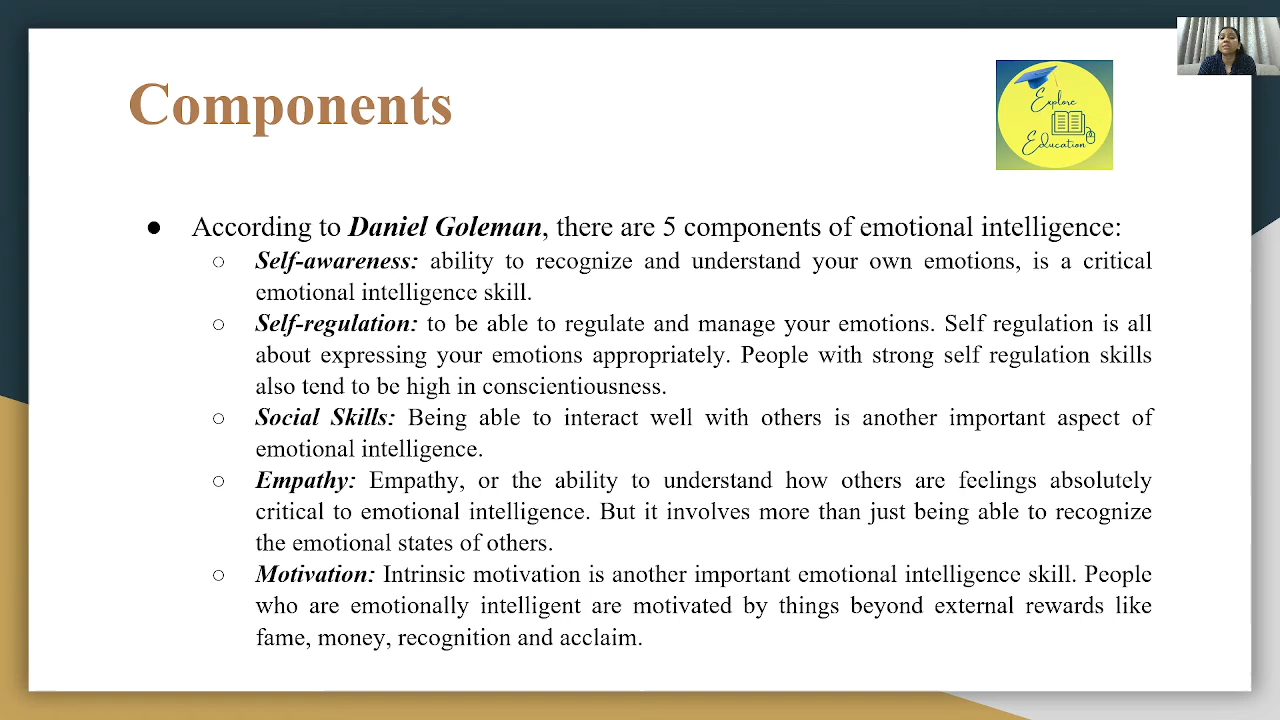 Components
Explore
Education
● According to Daniel Goleman, there are 5 components of emotional intelligence:
○ Self-awareness: ability to recognize and understand your own emotions, is a critical
emotional intelligence skill.
○ Self-regulation: to be able to regulate and manage your emotions. Self regulation is all
about expressing your emotions appropriately. People with strong self regulation skills
also tend to be high in conscientiousness.
○ Social Skills: Being able to interact well with others is another important aspect of
emotional intelligence.
○ Empathy: Empathy, or the ability to understand how others are feelings absolutely
critical to emotional intelligence. But it involves more than just being able to recognize
the emotional states of others.
○ Motivation: Intrinsic motivation is another important emotional intelligence skill. People
who are emotionally intelligent are motivated by things beyond external rewards like
fame, money, recognition and acclaim.